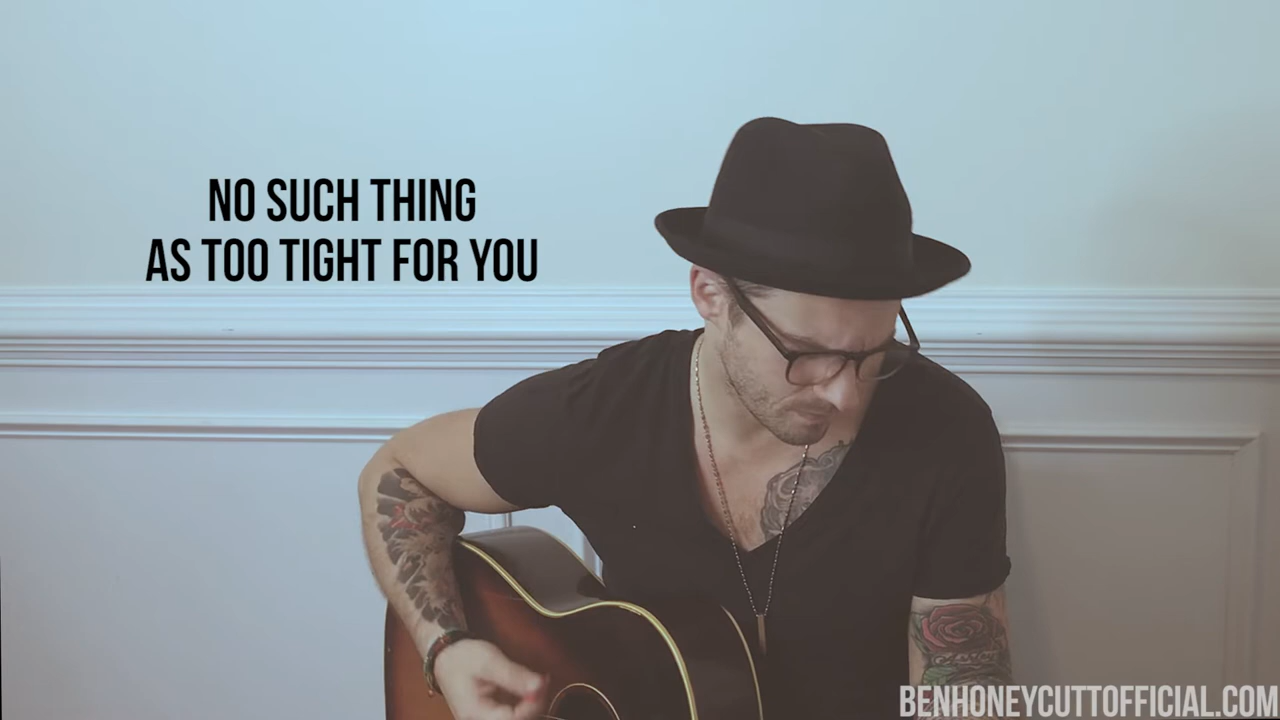 NO SUCH THING
AS TOO TIGHT FOR YOU
BENHONEYCUTTOFFICIAL.COM